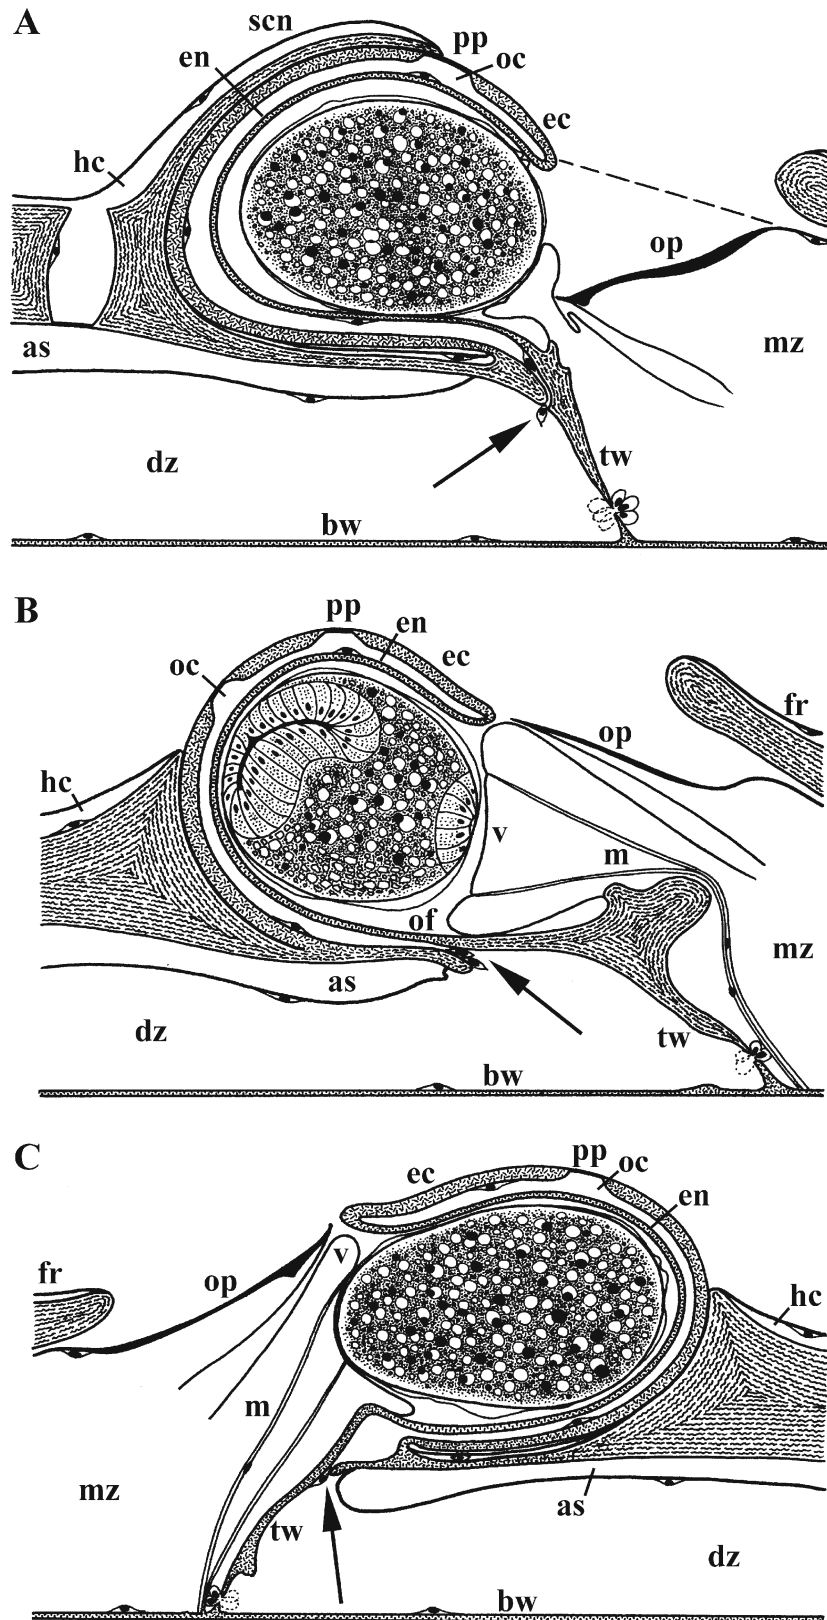 A
scn
pp
en
oc
ec
hc
op
as
mz
dz
tw
bw
B
pp
en
oc
ec
fr
op
hc
v
m
of
mz
as
dz
tw
bw
C
pp
ec
oc
en
v
fr
op
hc
m
mz
as
tw
dz
bw